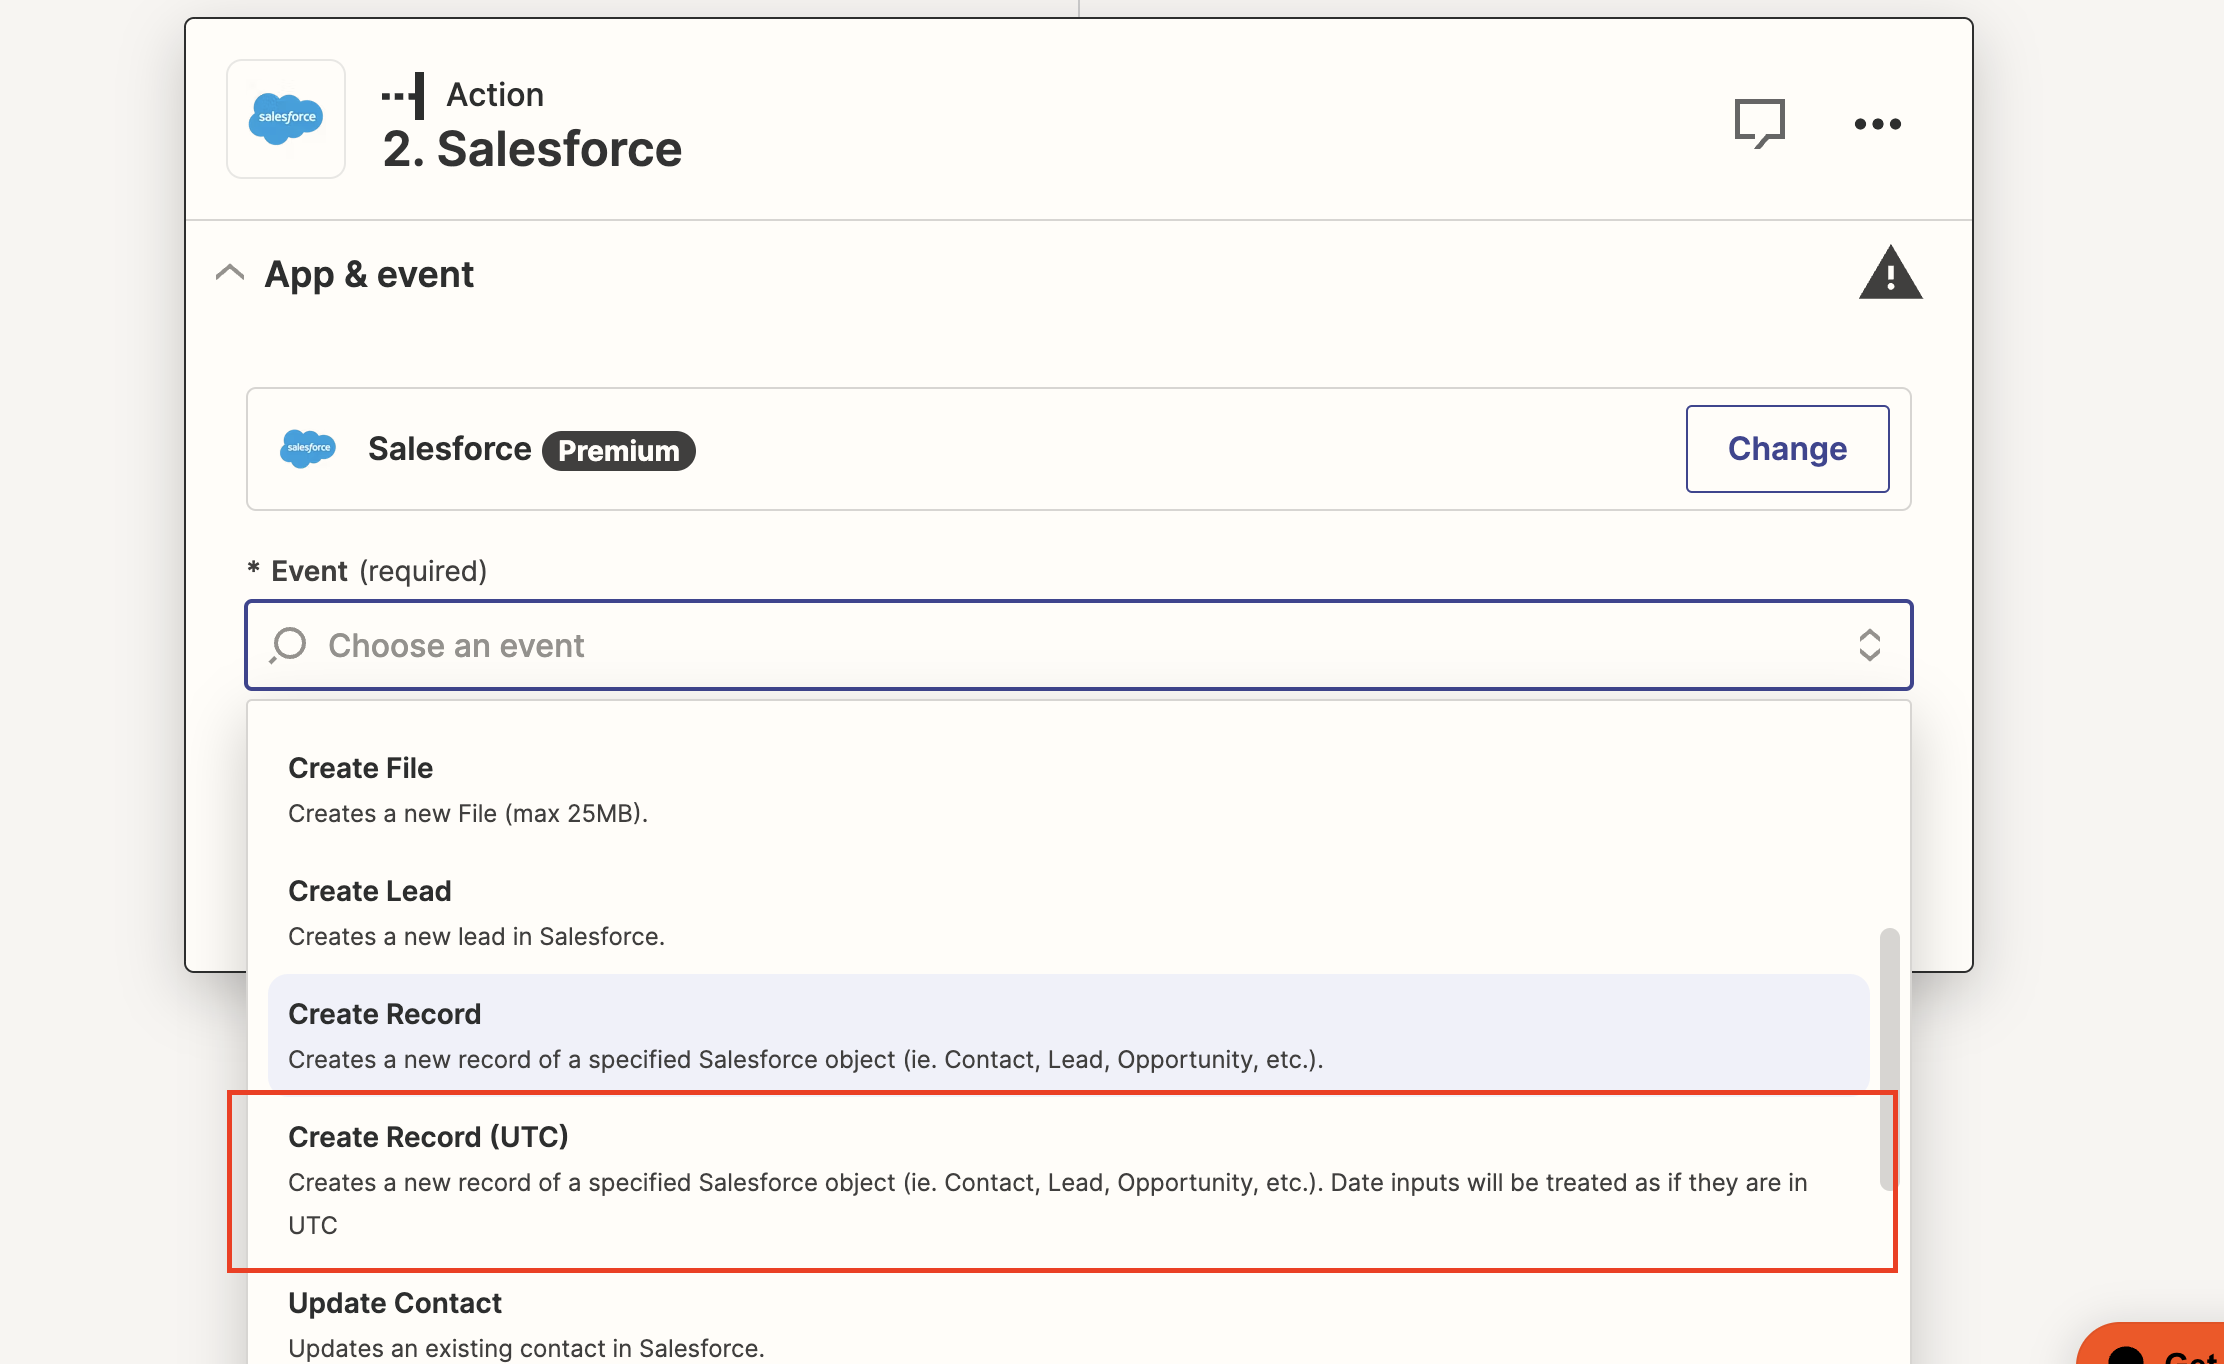 salesforce
Action
2. Salesforce
App & event
salesforce
Salesforce Premium
Change
* Event (required)
Choose an event
Create File
Creates a new File (max 25MB).
Create Lead
Creates a new lead in Salesforce.
Create Record
Creates a new record of a specified Salesforce object (ie. Contact, Lead, Opportunity, etc.).
Create Record (UTC)
Creates a new record of a specified Salesforce object (ie. Contact, Lead, Opportunity, etc.). Date inputs will be treated as if they are in
UTC
Update Contact
Updates an existing contact in Salesforce.